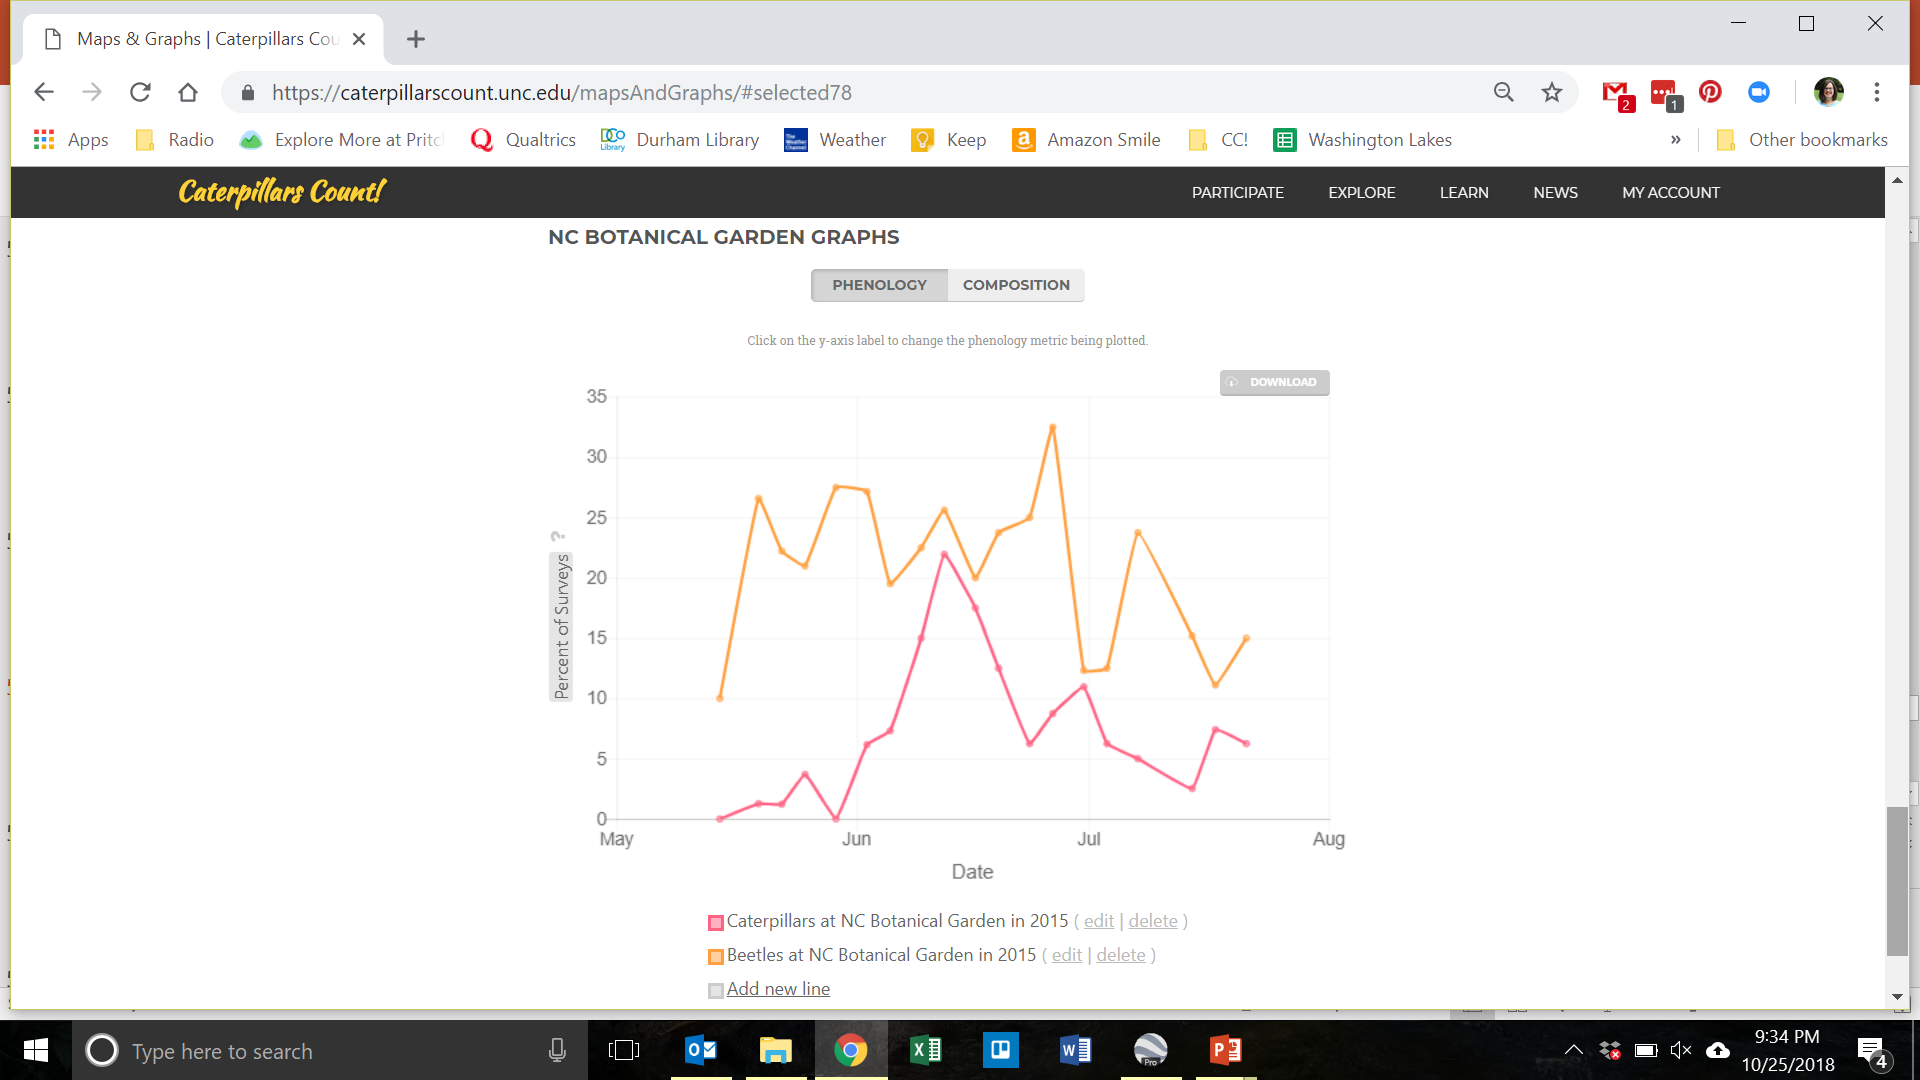 Maps & Graphs | Caterpillars Cou
https://caterpillarscount.unc.edu/mapsAndGraphs/#selected78
2
1
Apps
Radio
Explore More at Pritc
Qualtrics
Durham Library
Weather
Keep
Amazon Smile
CC!
Washington Lakes
»
Other bookmarks
Caterpillars Count!
PARTICIPATE
EXPLORE
LEARN
NEWS
MY ACCOUNT
NC BOTANICAL GARDEN GRAPHS
PHENOLOGY
COMPOSITION
Click on the y-axis label to change the phenology metric being plotted.
DOWNLOAD
35
30
25
20
15
10
5
0
Percent of Surveys
?
May
Jun
Jul
Aug
Date
Caterpillars at NC Botanical Garden in 2015 ( edit | delete )
Beetles at NC Botanical Garden in 2015 ( edit | delete )
Add new line
Type here to search
Pro
9:34 PM
10/25/2018
4